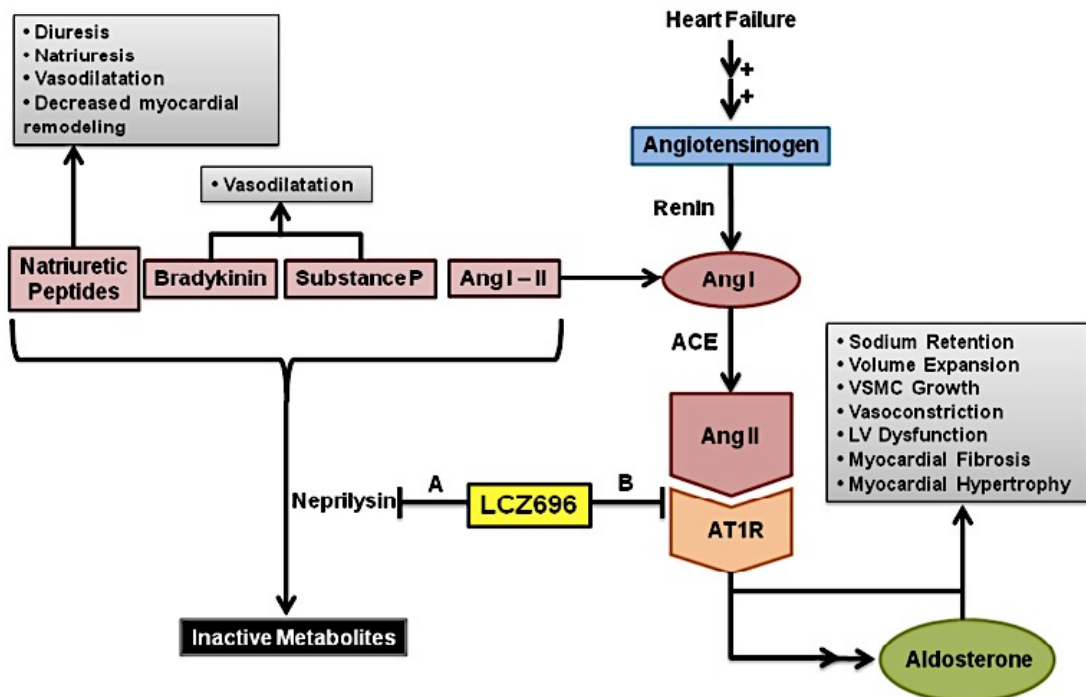 • Diuresis
• Natriuresis
• Vasodilatation
• Decreased myocardial
remodeling
Heart Failure
+
+
Angiotensinogen
• Vasodilatation
Renin
Natriuretic
Peptides
Bradykinin
Substance P
Ang I – II
Ang I
ACE
• Sodium Retention
• Volume Expansion
• VSMC Growth
• Vasoconstriction
• LV Dysfunction
• Myocardial Fibrosis
• Myocardial Hypertrophy
Ang II
Neprilysin
A
LCZ696
B
AT1R
Inactive Metabolites
Aldosterone